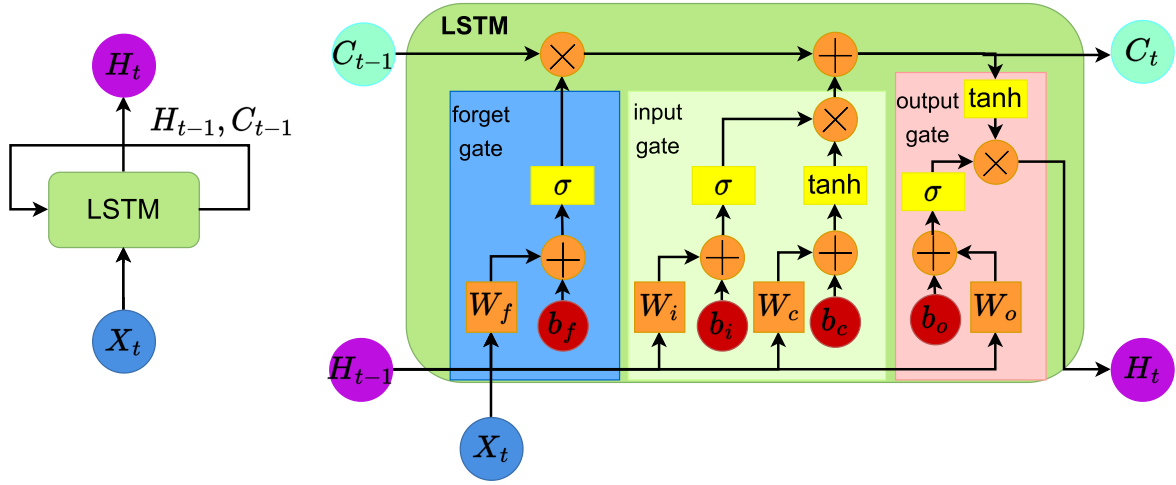 H_t
H_{t-1}, C_{t-1}
LSTM
X_t
LSTM
C_{t-1}
×
+
C_t
forget
gate
σ
+
W_f
b_f
input
gate
×
σ
tanh
+
+
W_i
b_i
W_c
b_c
output
gate
tanh
×
σ
+
b_o
W_o
H_{t-1}
H_t
X_t